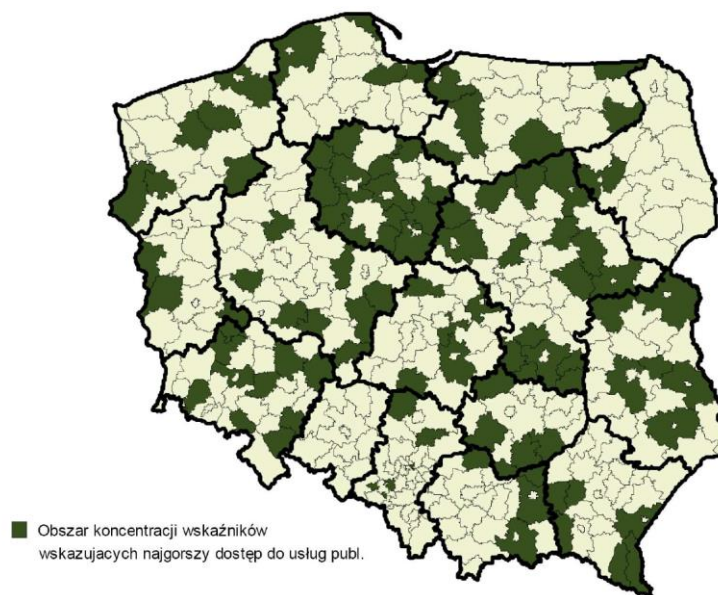 Obszar koncentracji wskaźników
wskazujacych najgorszy dostęp do usług publ.